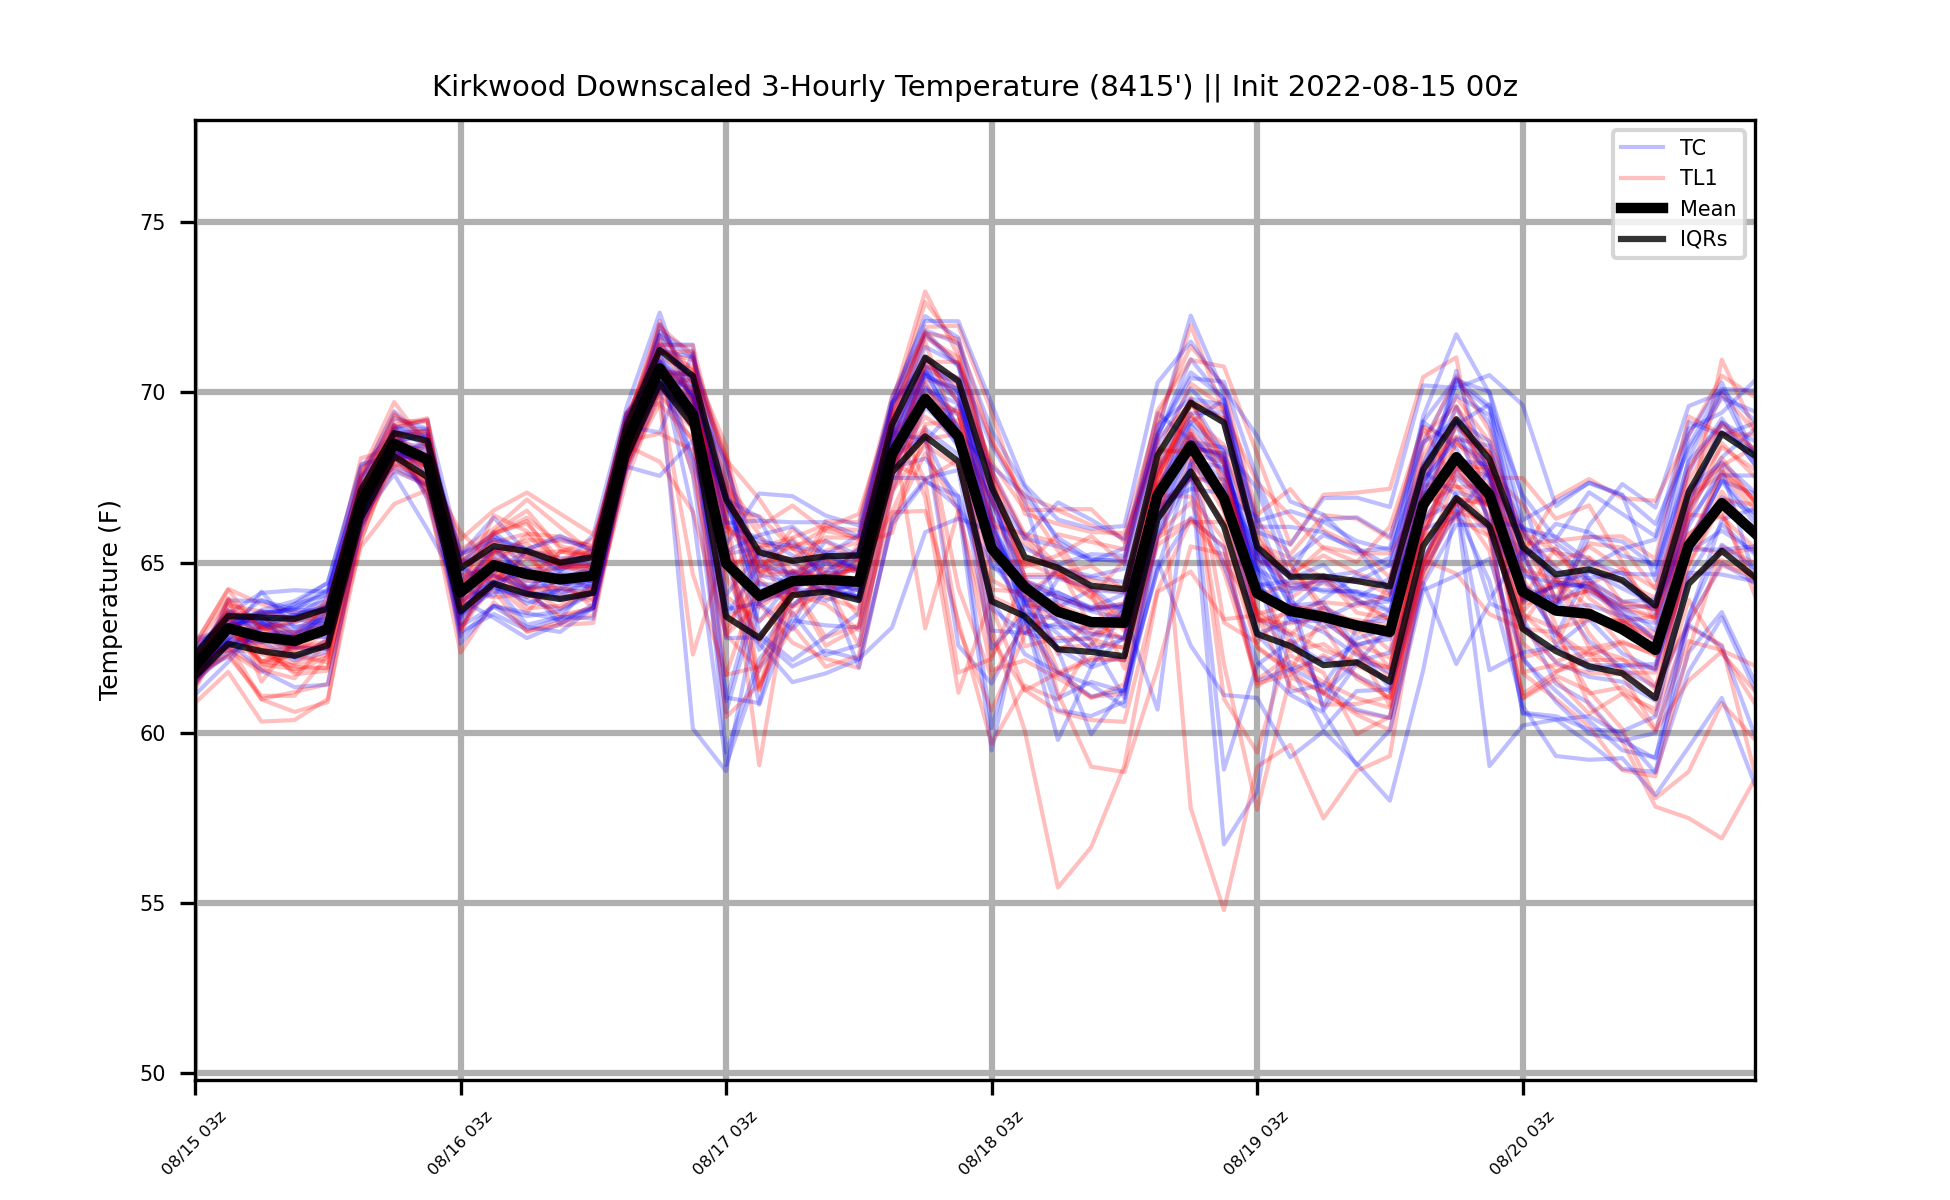 Kirkwood Downscaled 3-Hourly Temperature (8415') || Init 2022-08-15 00z
TC
TL1
Mean
IQRs
Temperature (F)
75
70
65
60
55
50
08/15 03z
08/16 03z
08/17 03z
08/18 03z
08/19 03z
08/20 03z